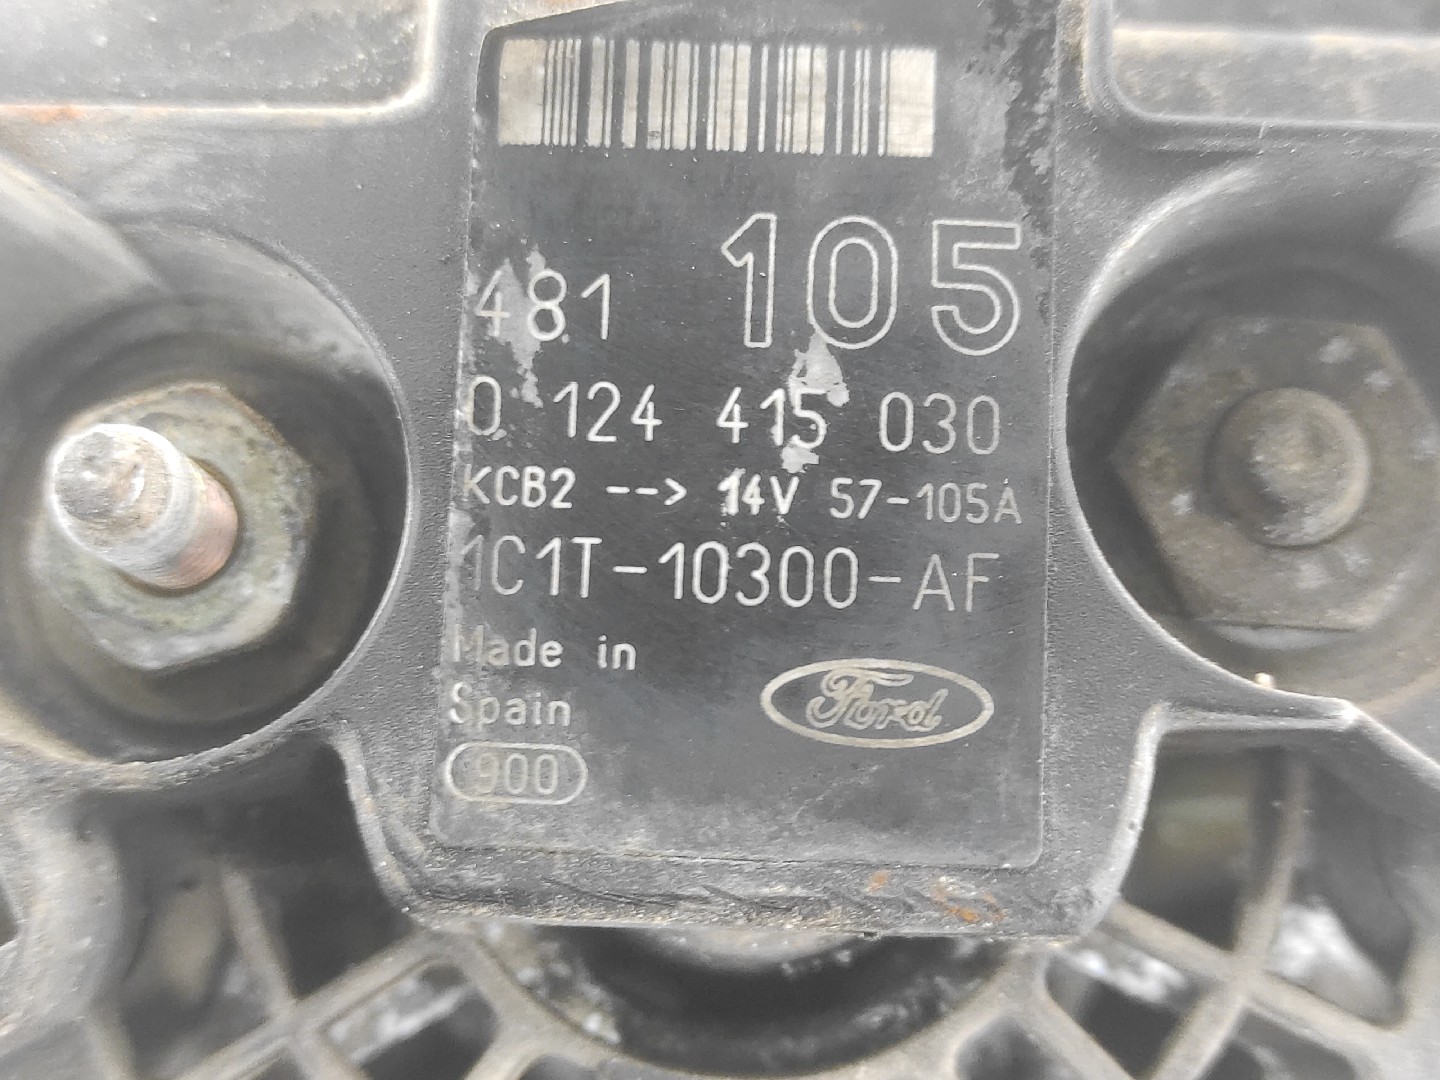 105
481
0 124 415 030
KCB2 --> 14V 57-105A
1C1T-10300-AF
Made in
Spain
Ford
900